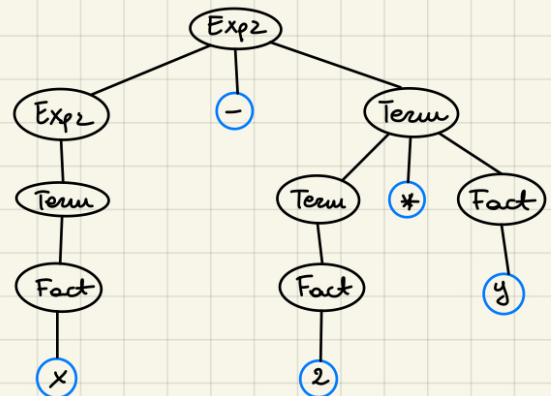 Expr
Expr - Term
Term Term * Fact
Fact Fact y
x 2